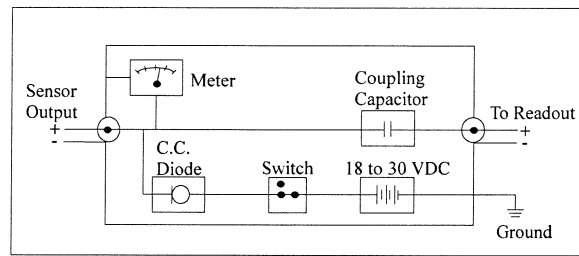 Meter
Sensor
Output
+
-
Coupling
Capacitor
To Readout
+
-
C.C.
Diode
Switch
18 to 30 VDC
Ground